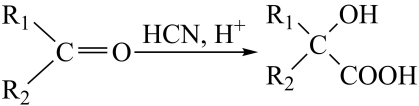 R₁
C=O
R₂
HCN, H⁺
R₁ OH
C
R₂ COOH